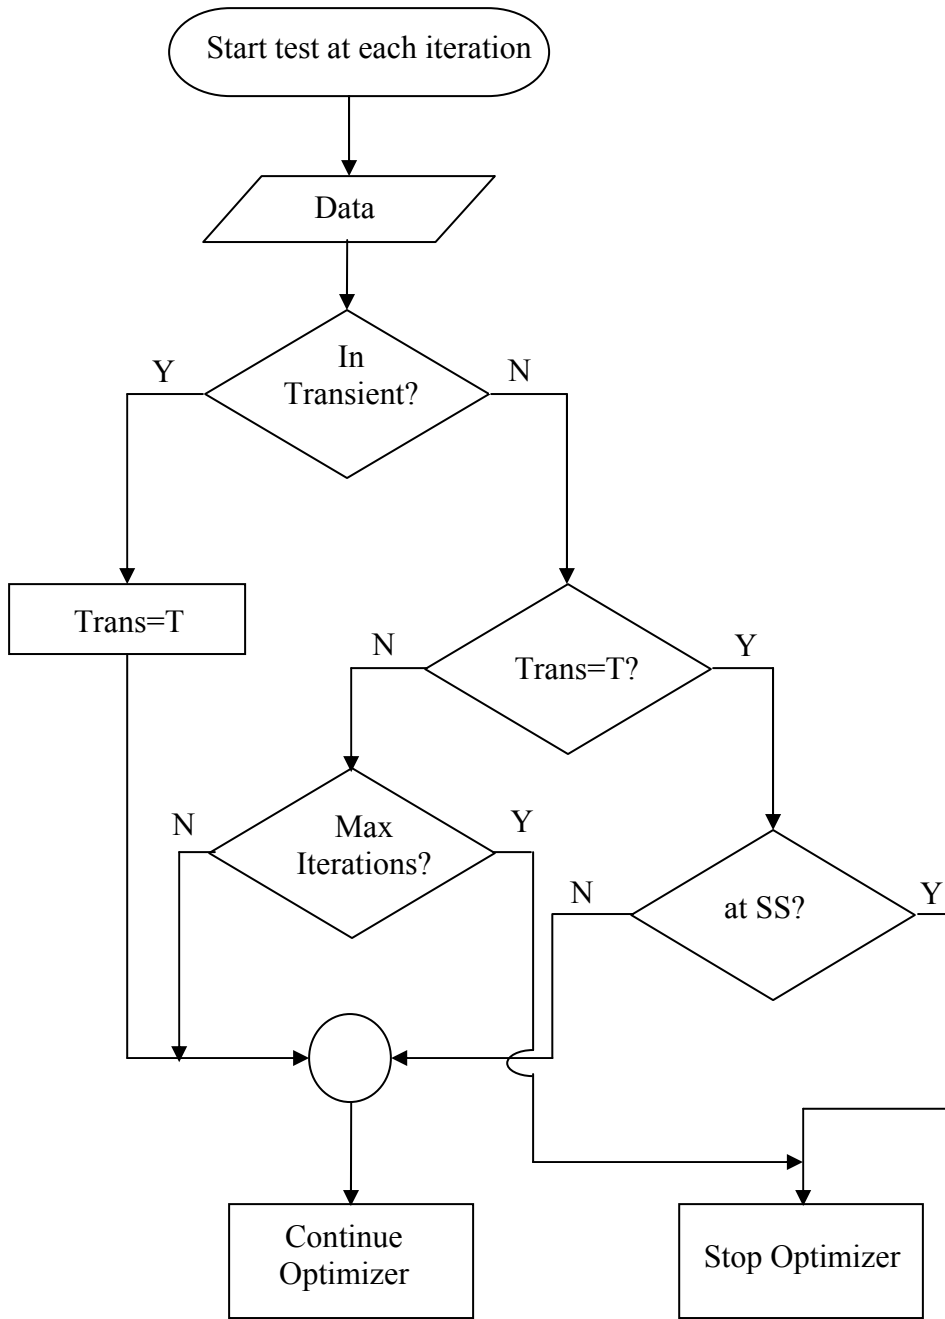 Start test at each iteration
Data
In
Transient?
Y
N
Trans=T
Trans=T?
N
Y
Max
Iterations?
N
Y
at SS?
N
Y
Continue
Optimizer
Stop Optimizer